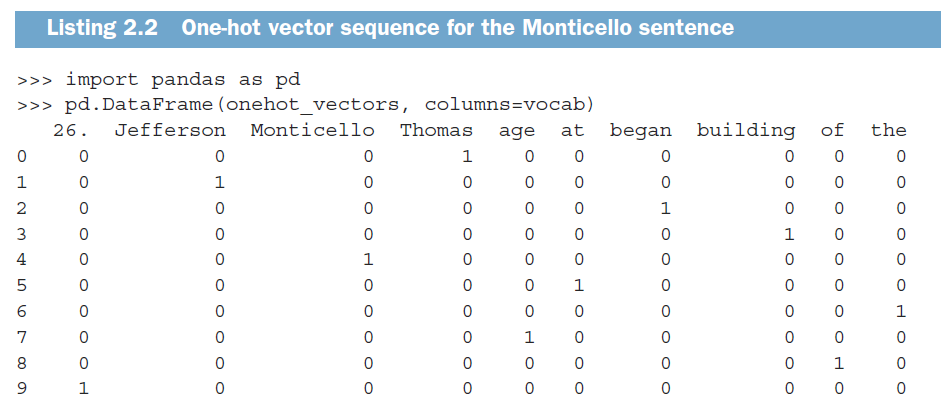 Listing 2.2 One-hot vector sequence for the Monticello sentence
>>> import pandas as pd
>>> pd.DataFrame(onehot_vectors, columns=vocab)
26. Jefferson Monticello Thomas age at began building of the
0 0 0 0 1 0 0 0 0 0 0
1 0 1 0 0 0 0 0 0 0 0
2 0 0 0 0 0 0 1 0 0 0
3 0 0 0 0 0 0 0 1 0 0
4 0 0 1 0 0 0 0 0 0 0
5 0 0 0 0 0 1 0 0 0 0
6 0 0 0 0 0 0 0 0 0 1
7 0 0 0 0 1 0 0 0 0 0
8 0 0 0 0 0 0 0 0 1 0
9 1 0 0 0 0 0 0 0 0 0